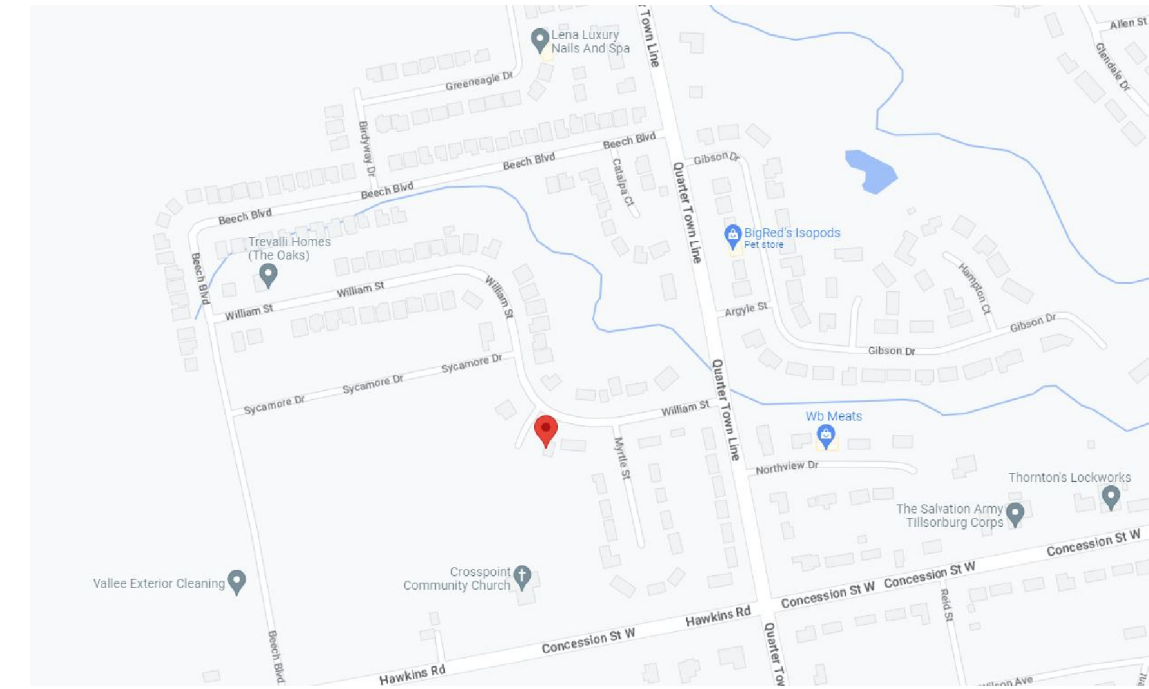 Lena Luxury
Nails And Spa
Town Line
Allen St
Glendale Dr
Greeneagle Dr
Birdyway Dr
Beech Blvd
Beech Blvd
Beech Blvd
Beech Blvd
Catalpa Ct
Gibson Dr
Quarter Town Line
BigRed's Isopods
Pet store
Trevalli Homes
(The Oaks)
Beech Blvd
William St
William St
William St
Hampton Ct
Argyle St
Gibson Dr
Gibson Dr
Sycamore Dr
Sycamore Dr
Sycamore Dr
Quarter Town Line
William St
Wb Meats
Myrtle St
Northview Dr
Thornton's Lockworks
The Salvation Army
Tillsonburg Corps
Concession St W
Concession St W
Concession St W
Crosspoint
Community Church
Vallee Exterior Cleaning
Reid St
Hawkins Rd
Concession St W
Beech Blvd
Quarter To
Hawkins Rd